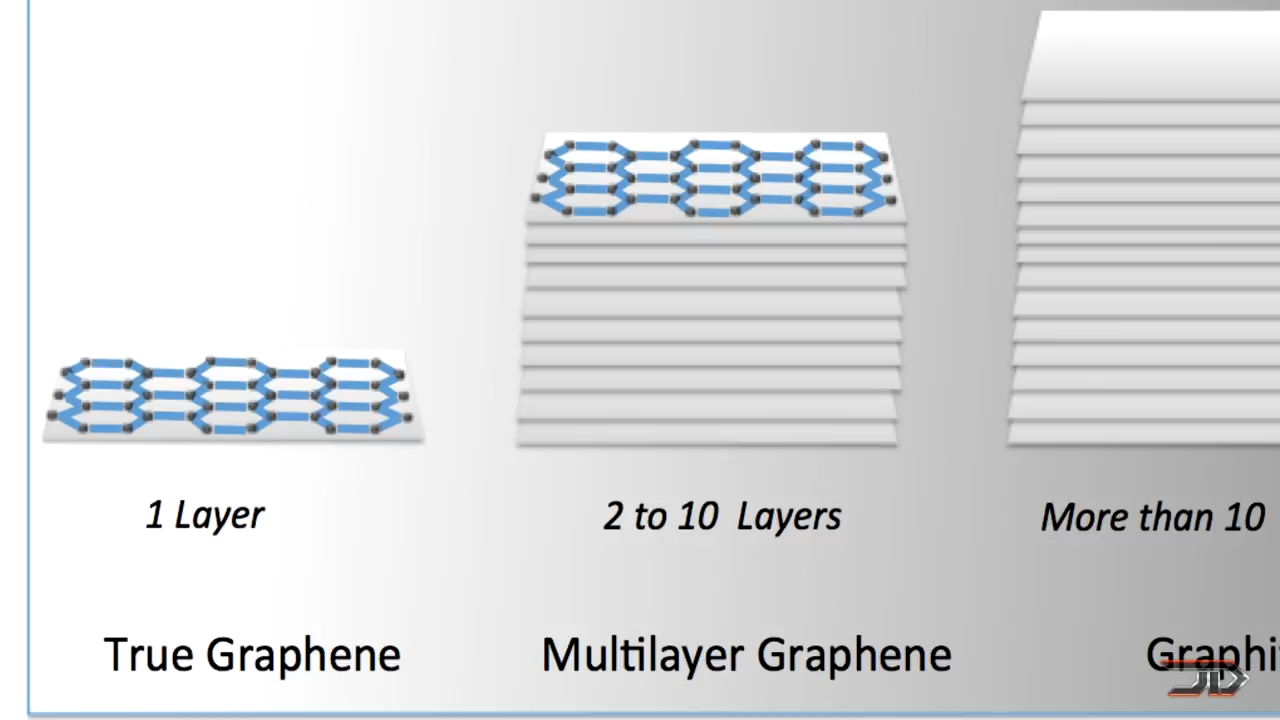 1 Layer
2 to 10  Layers
More than 10
True Graphene
Multilayer Graphene